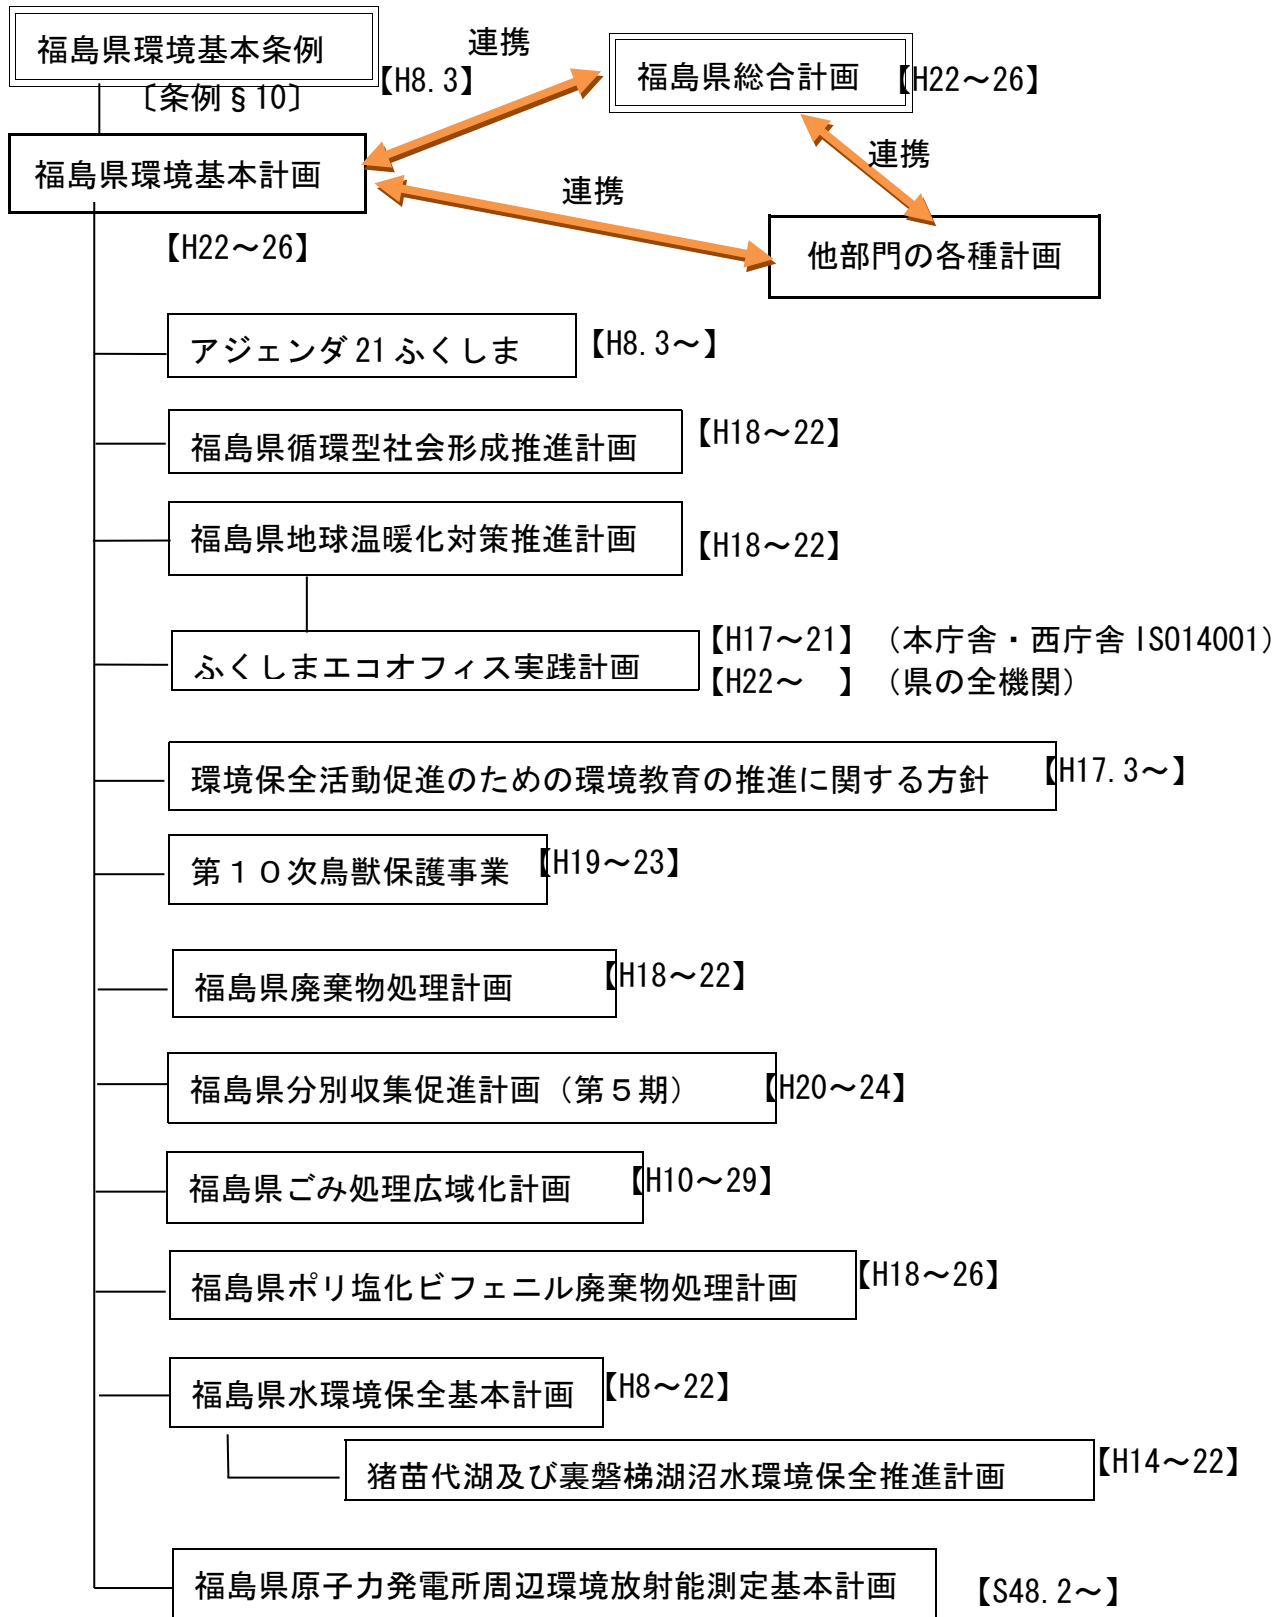 福島県環境基本条例
【H8.3】
連携
福島県総合計画
【H22～26】
〔条例§10〕
福島県環境基本計画
連携
連携
【H22～26】
他部門の各種計画
アジェンダ21ふくしま
【H8.3～】
福島県循環型社会形成推進計画
【H18～22】
福島県地球温暖化対策推進計画
【H18～22】
ふくしまエコオフィス実践計画
【H17～21】（本庁舎・西庁舎ISO14001）
【H22～　】（県の全機関）
環境保全活動促進のための環境教育の推進に関する方針
【H17.3～】
第１０次鳥獣保護事業
【H19～23】
福島県廃棄物処理計画
【H18～22】
福島県分別収集促進計画（第５期）
【H20～24】
福島県ごみ処理広域化計画
【H10～29】
福島県ポリ塩化ビフェニル廃棄物処理計画
【H18～26】
福島県水環境保全基本計画
【H8～22】
猪苗代湖及び裏磐梯湖沼水環境保全推進計画
【H14～22】
福島県原子力発電所周辺環境放射能測定基本計画
【S48.2～】